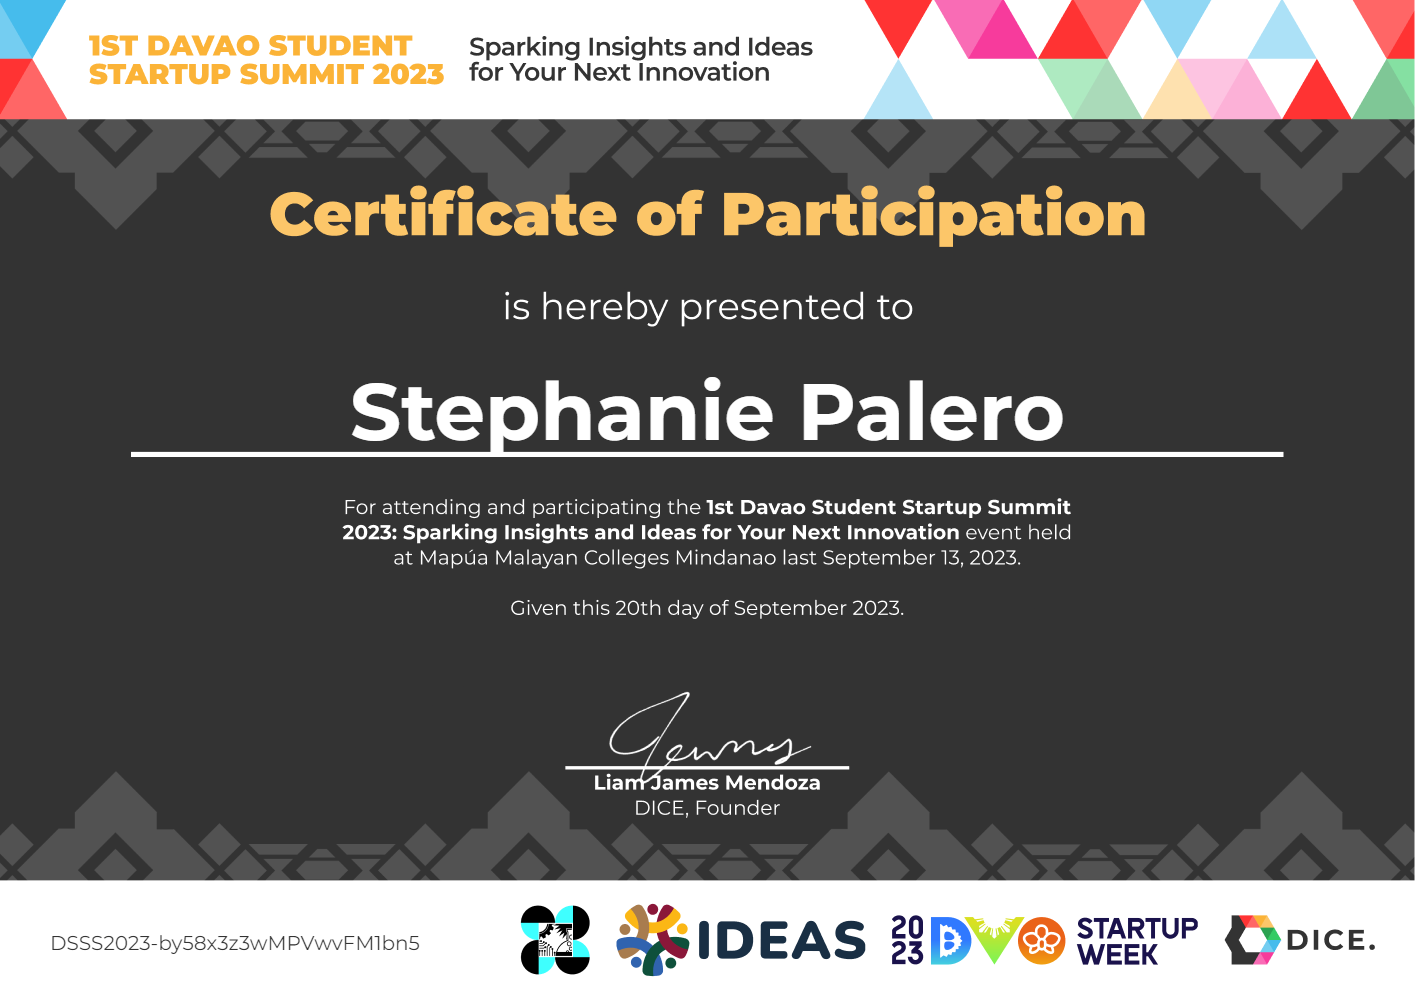 1ST DAVAO STUDENT
STARTUP SUMMIT 2023
Sparking Insights and Ideas
for Your Next Innovation
Certificate of Participation
is hereby presented to
Stephanie Palero
For attending and participating the 1st Davao Student Startup Summit
2023: Sparking Insights and Ideas for Your Next Innovation event held
at Mapúa Malayan Colleges Mindanao last September 13, 2023.
Given this 20th day of September 2023.
Liam James Mendoza
DICE, Founder
DSSS2023-by58x3z3wMPVwvFM1bn5
IDEAS
20
23
DVO
STARTUP
WEEK
DICE.